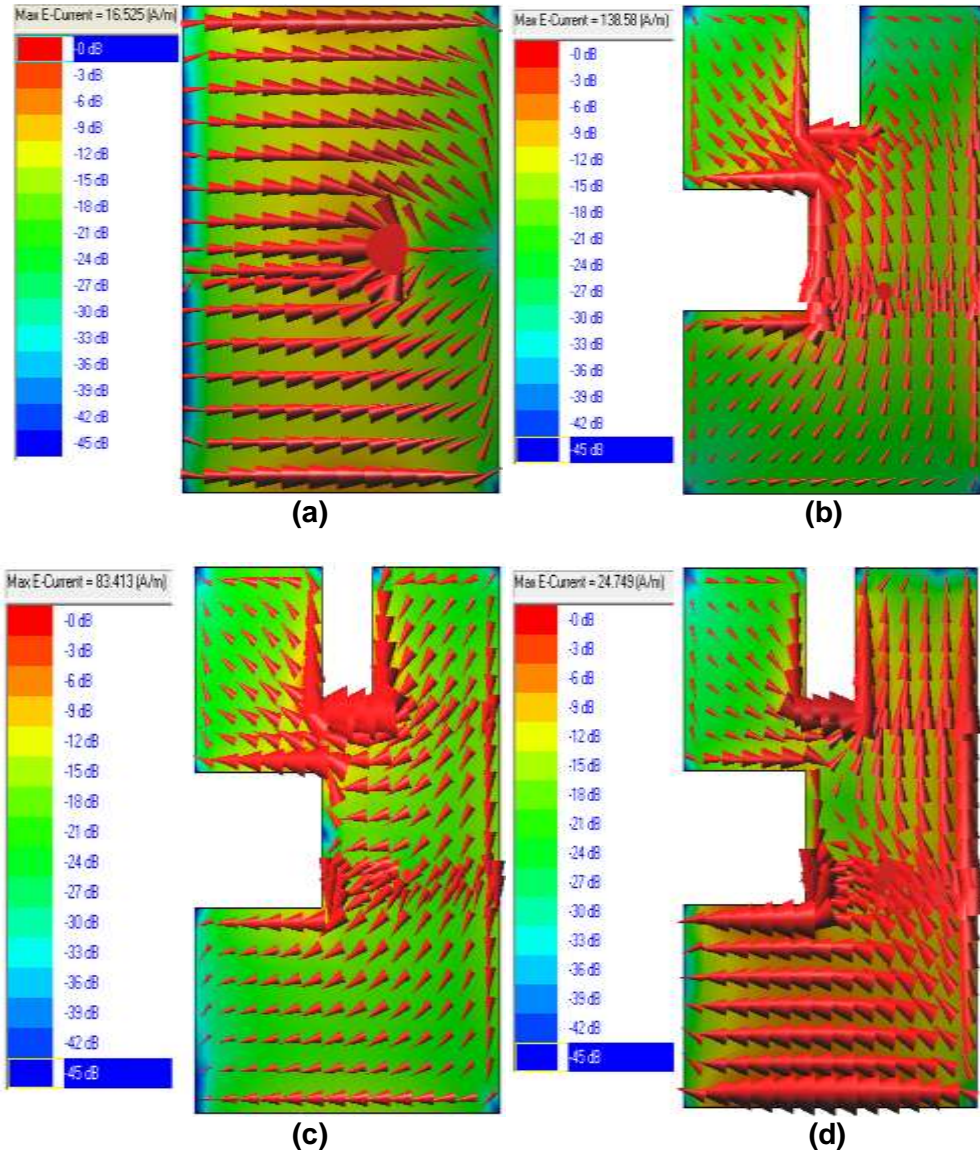 Max E-Current = 16.525 (A/m)
-0 dB
-3 dB
-6 dB
-9 dB
-12 dB
-15 dB
-18 dB
-21 dB
-24 dB
-27 dB
-30 dB
-33 dB
-36 dB
-39 dB
-42 dB
-45 dB
(a)
Max E-Current = 138.58 (A/m)
-0 dB
-3 dB
-6 dB
-9 dB
-12 dB
-15 dB
-18 dB
-21 dB
-24 dB
-27 dB
-30 dB
-33 dB
-36 dB
-39 dB
-42 dB
-45 dB
(b)
Max E-Current = 83.413 (A/m)
-0 dB
-3 dB
-6 dB
-9 dB
-12 dB
-15 dB
-18 dB
-21 dB
-24 dB
-27 dB
-30 dB
-33 dB
-36 dB
-39 dB
-42 dB
-45 dB
(c)
Max E-Current = 24.749 (A/m)
-0 dB
-3 dB
-6 dB
-9 dB
-12 dB
-15 dB
-18 dB
-21 dB
-24 dB
-27 dB
-30 dB
-33 dB
-36 dB
-39 dB
-42 dB
-45 dB
(d)